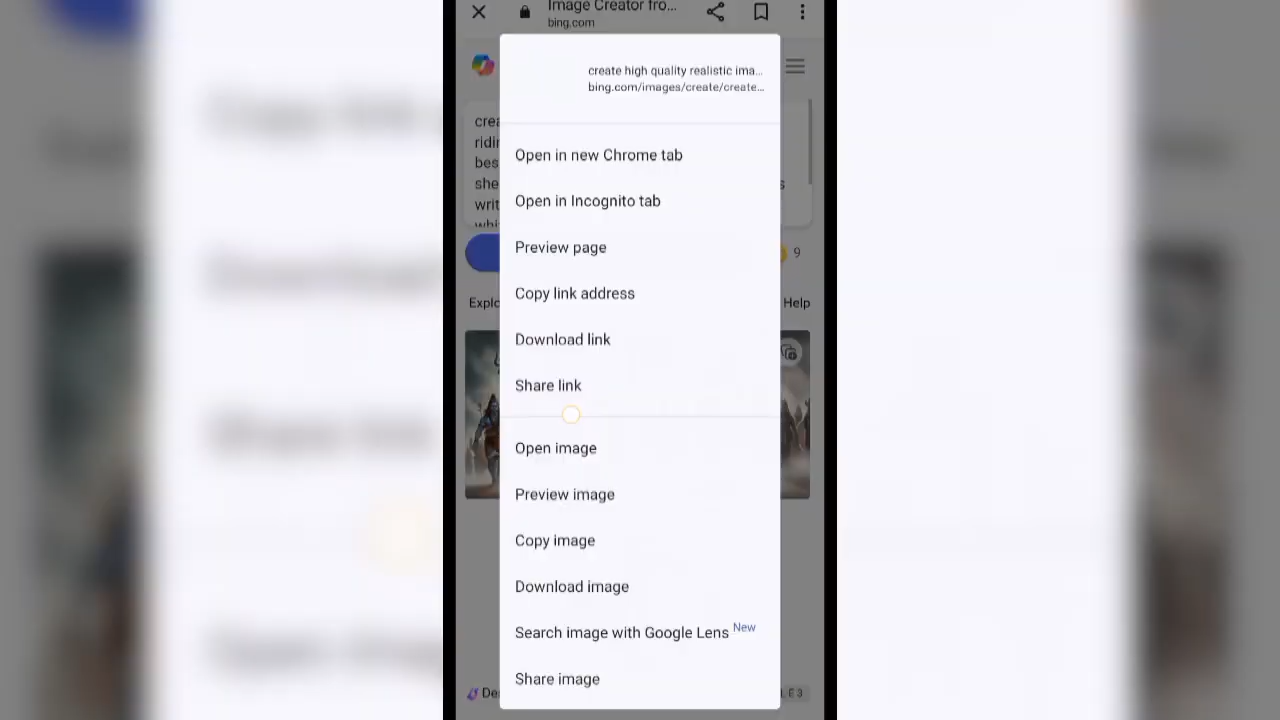 Image Creator fro...
bing.com
create high quality realistic ima...
bing.com/images/create/create...
crea
ridin
bes
she
s
writ
9
Explo
Help
Open in new Chrome tab
Open in Incognito tab
Preview page
Copy link address
Download link
Share link
Open image
Preview image
Copy image
Download image
Search image with Google Lens New
Share image
De
L E 3